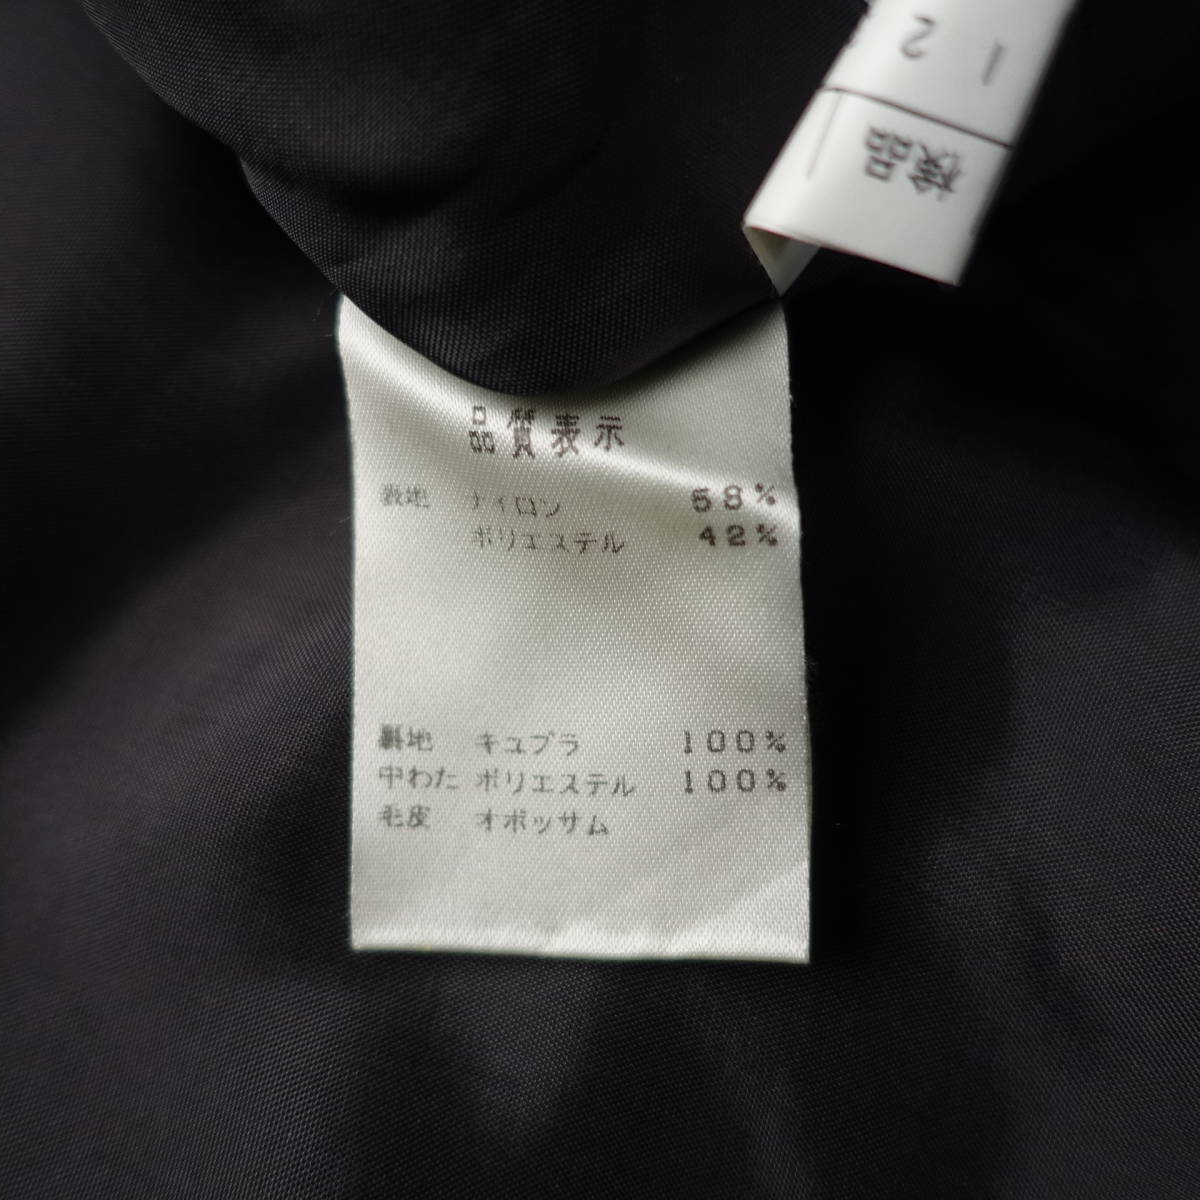 2
検品
品質表示
表地 ナイロン 58%
ポリエステル 42%
裏地 キュプラ 100%
中わた ポリエステル 100%
毛皮 オポッサム